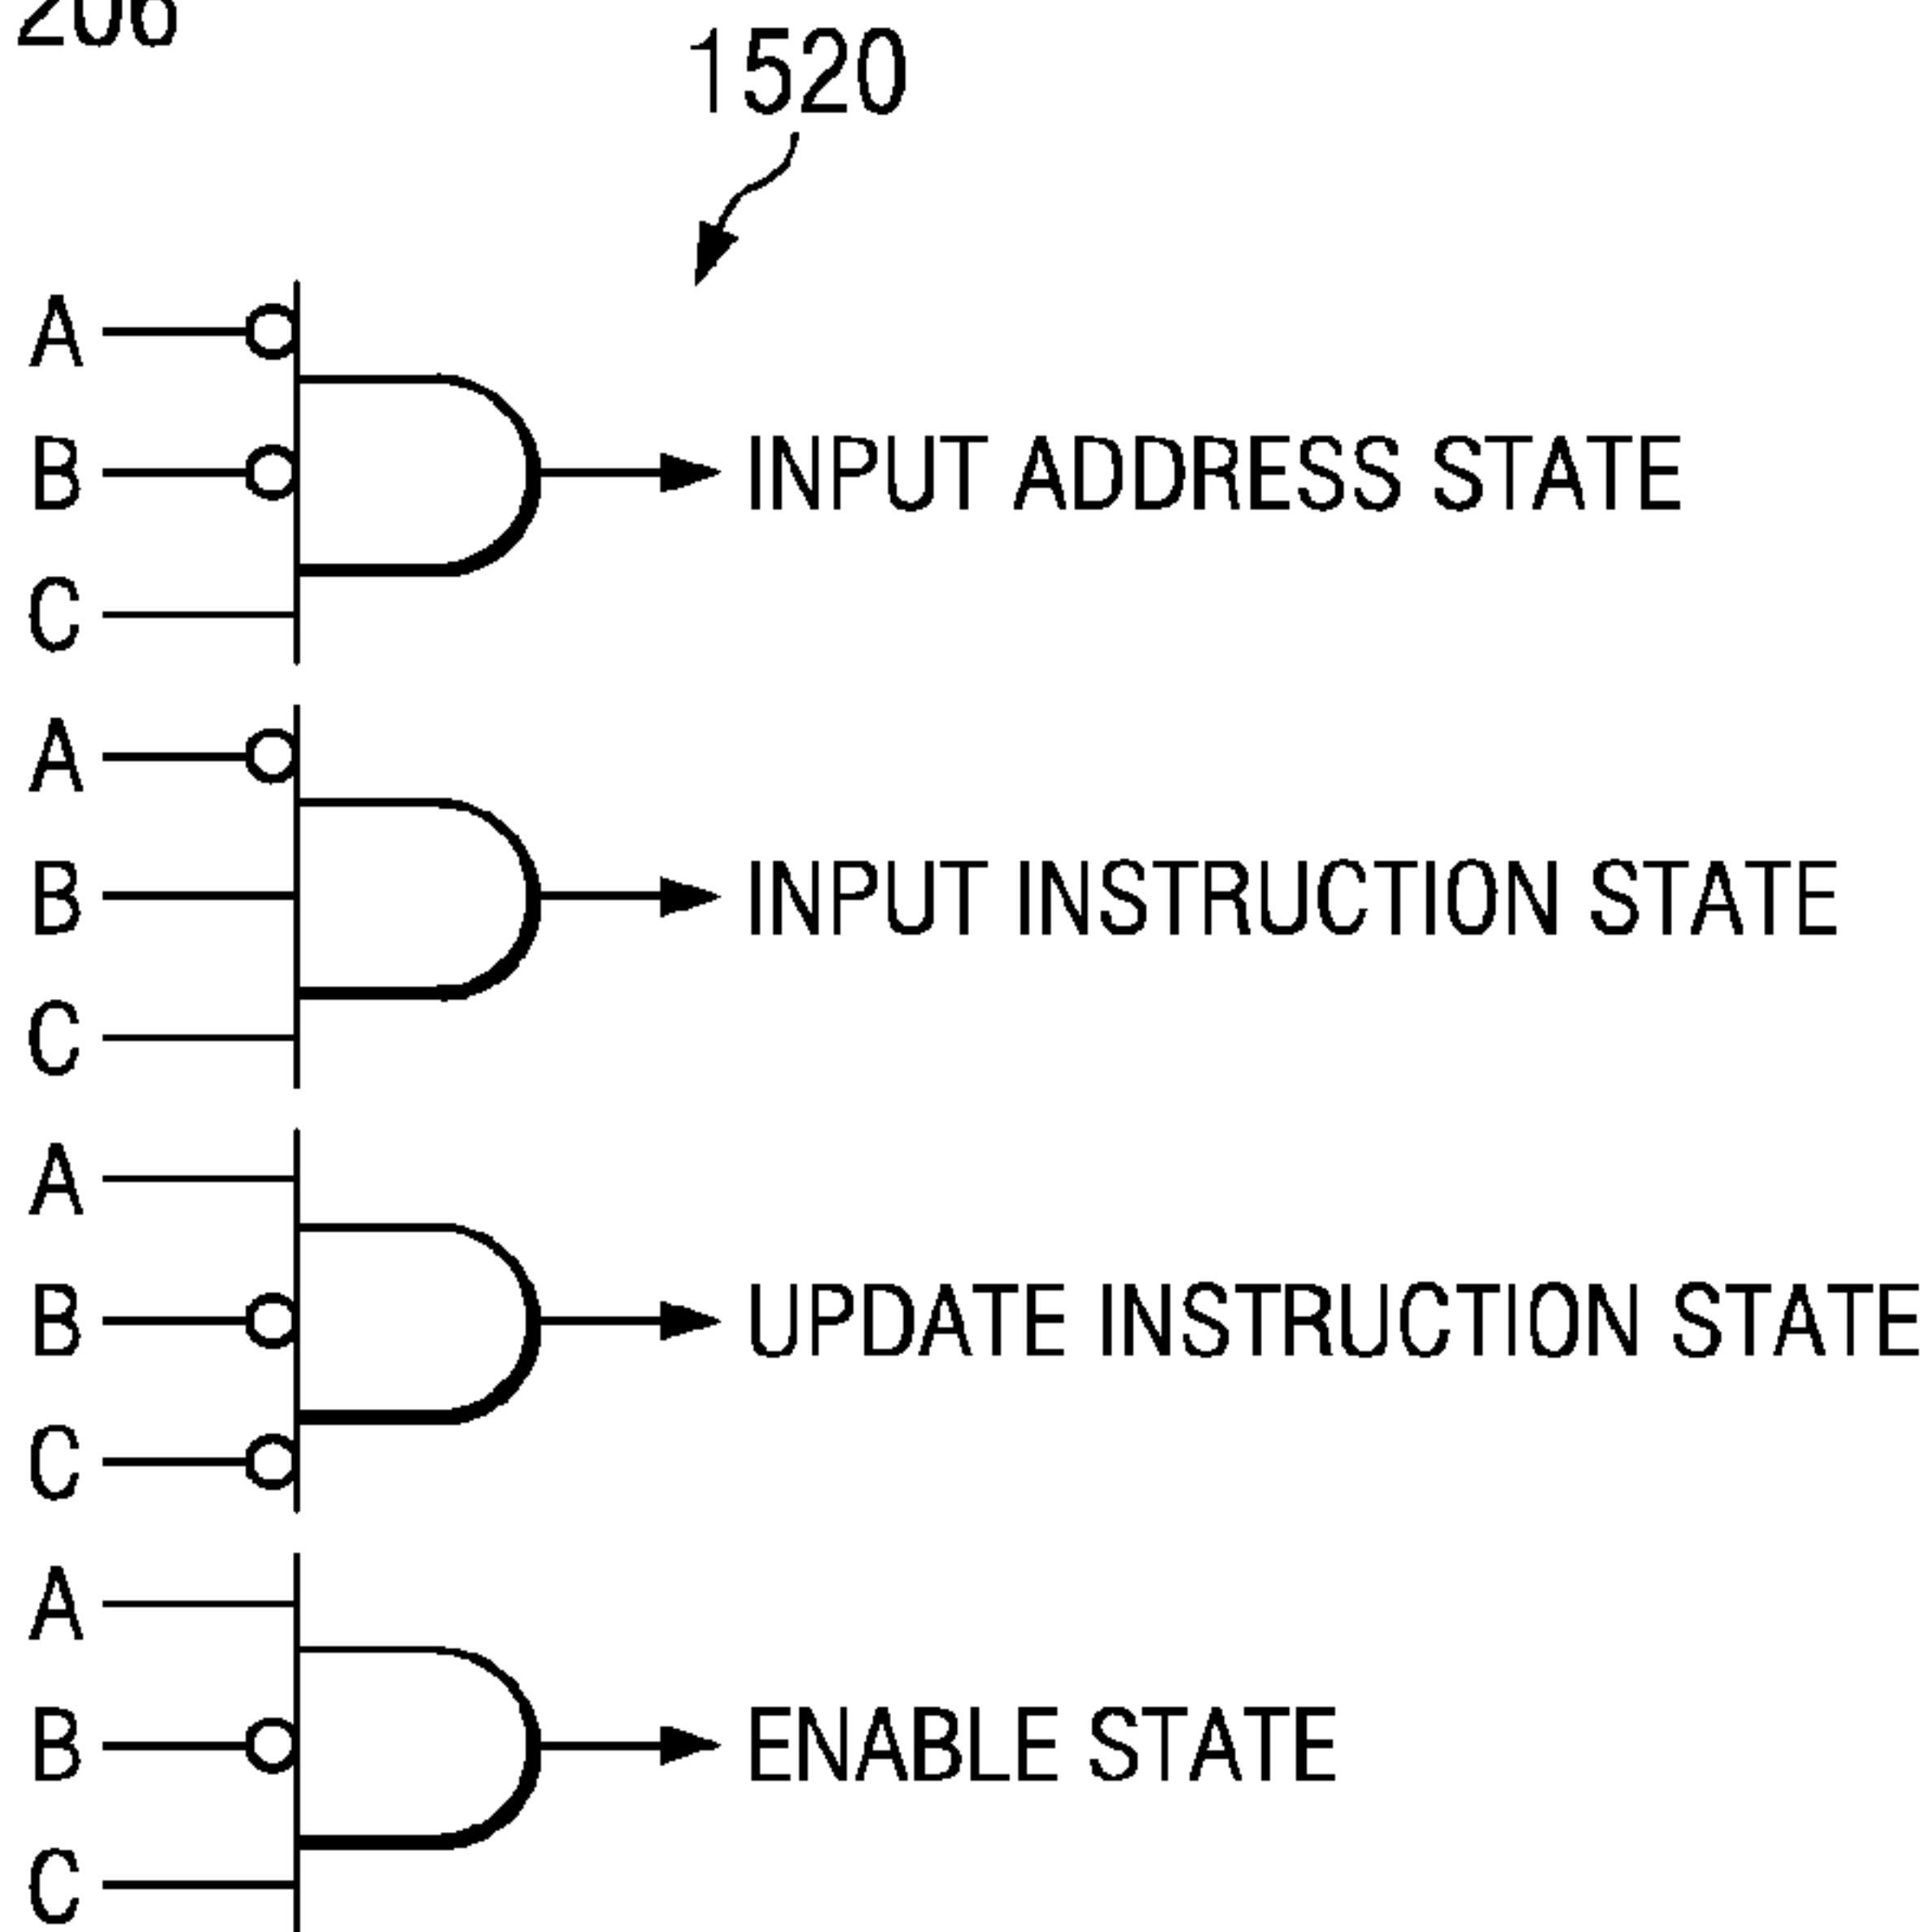 206
1520
A
B
C
INPUT ADDRESS STATE
A
B
C
INPUT INSTRUCTION STATE
A
B
C
UPDATE INSTRUCTION STATE
A
B
C
ENABLE STATE